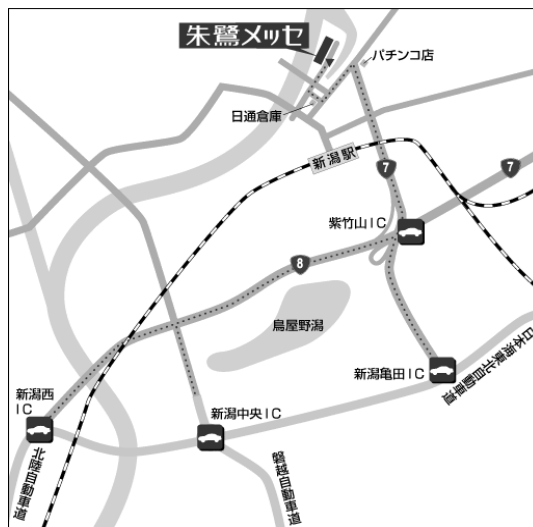 朱鷺メッセ
パチンコ店
日通倉庫
新潟駅
7
7
紫竹山IC
8
鳥屋野潟
日本海東北自動車道
新潟亀田IC
新潟西
IC
新潟中央IC
北陸自動車道
磐越自動車道